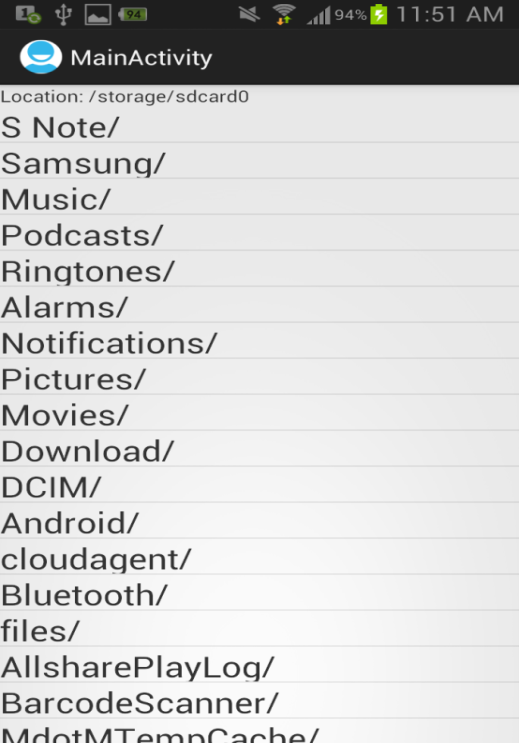 1 94 94% 11:51 AM
MainActivity
Location: /storage/sdcard0
S Note/
Samsung/
Music/
Podcasts/
Ringtones/
Alarms/
Notifications/
Pictures/
Movies/
Download/
DCIM/
Android/
cloudagent/
Bluetooth/
files/
AllsharePlayLog/
BarcodeScanner/
MdotMTempCache/